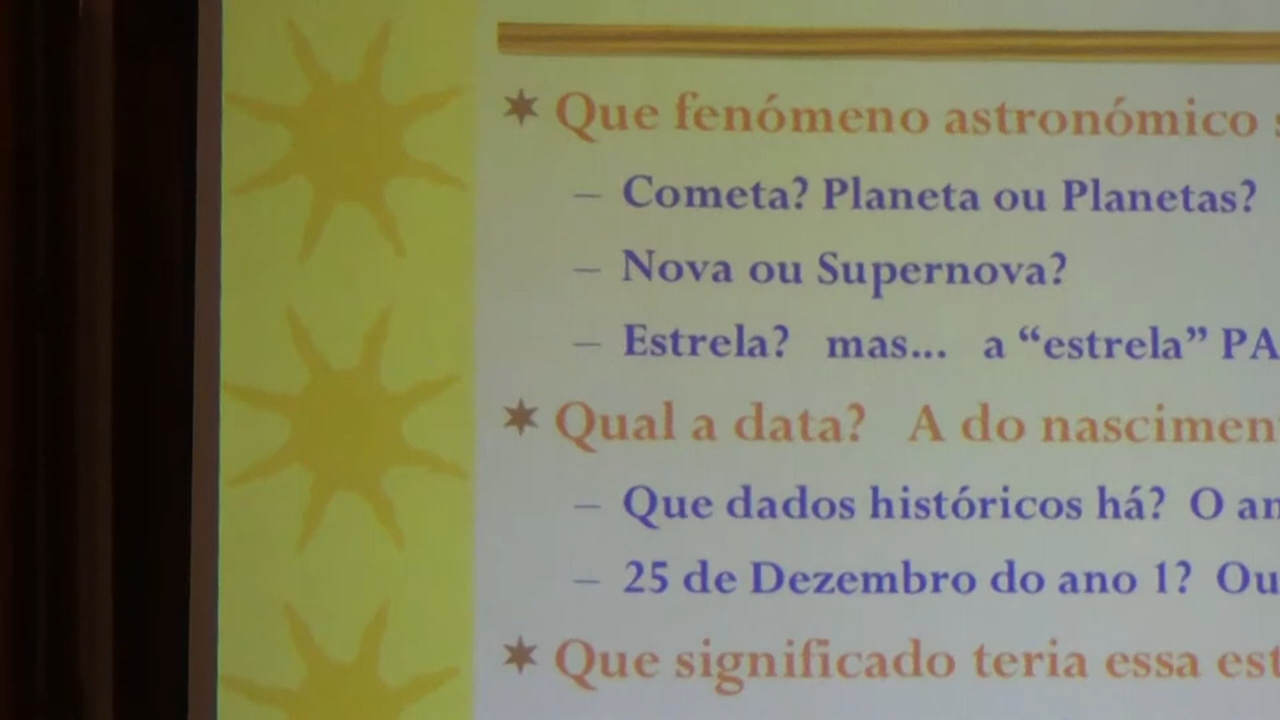 Que fenómeno astronómico
– Cometa? Planeta ou Planetas?
– Nova ou Supernova?
– Estrela? mas... a “estrela”
Qual a data? A do
– Que dados históricos há? O
– 25 de Dezembro do ano 1? Ou
Que significado teria essa